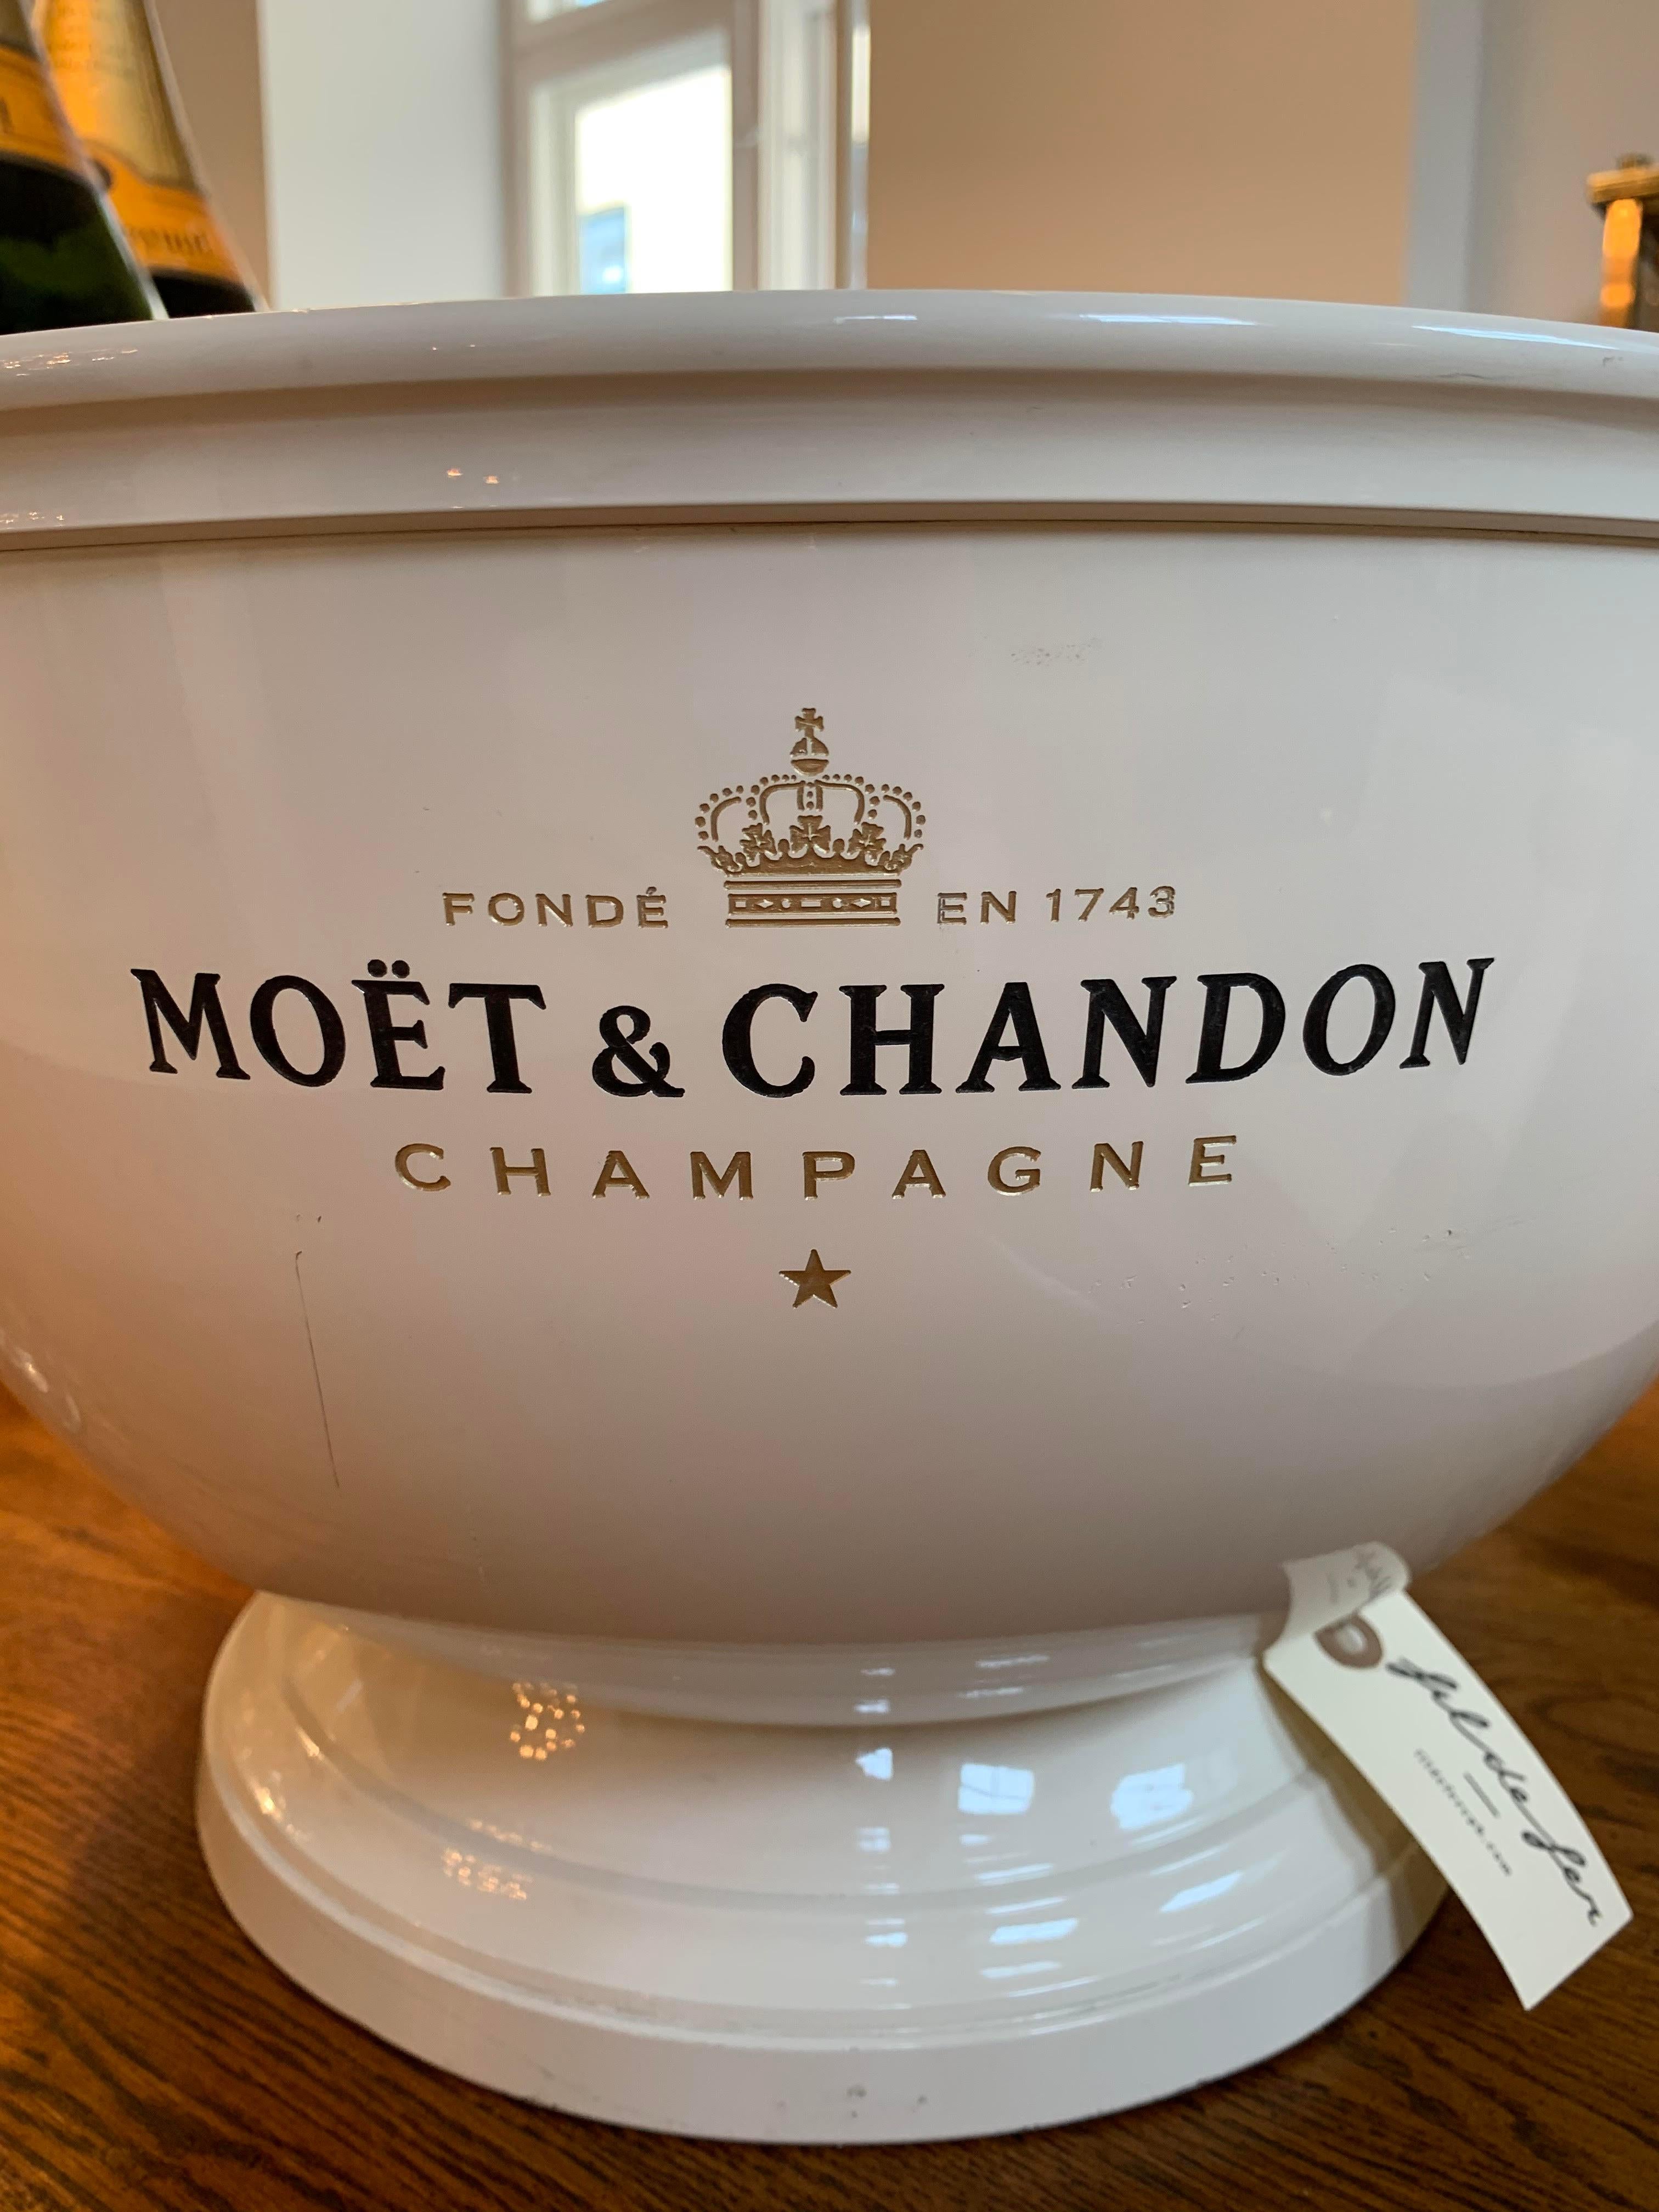 FONDÉ EN 1743
MOËT & CHANDON
CHAMPAGNE